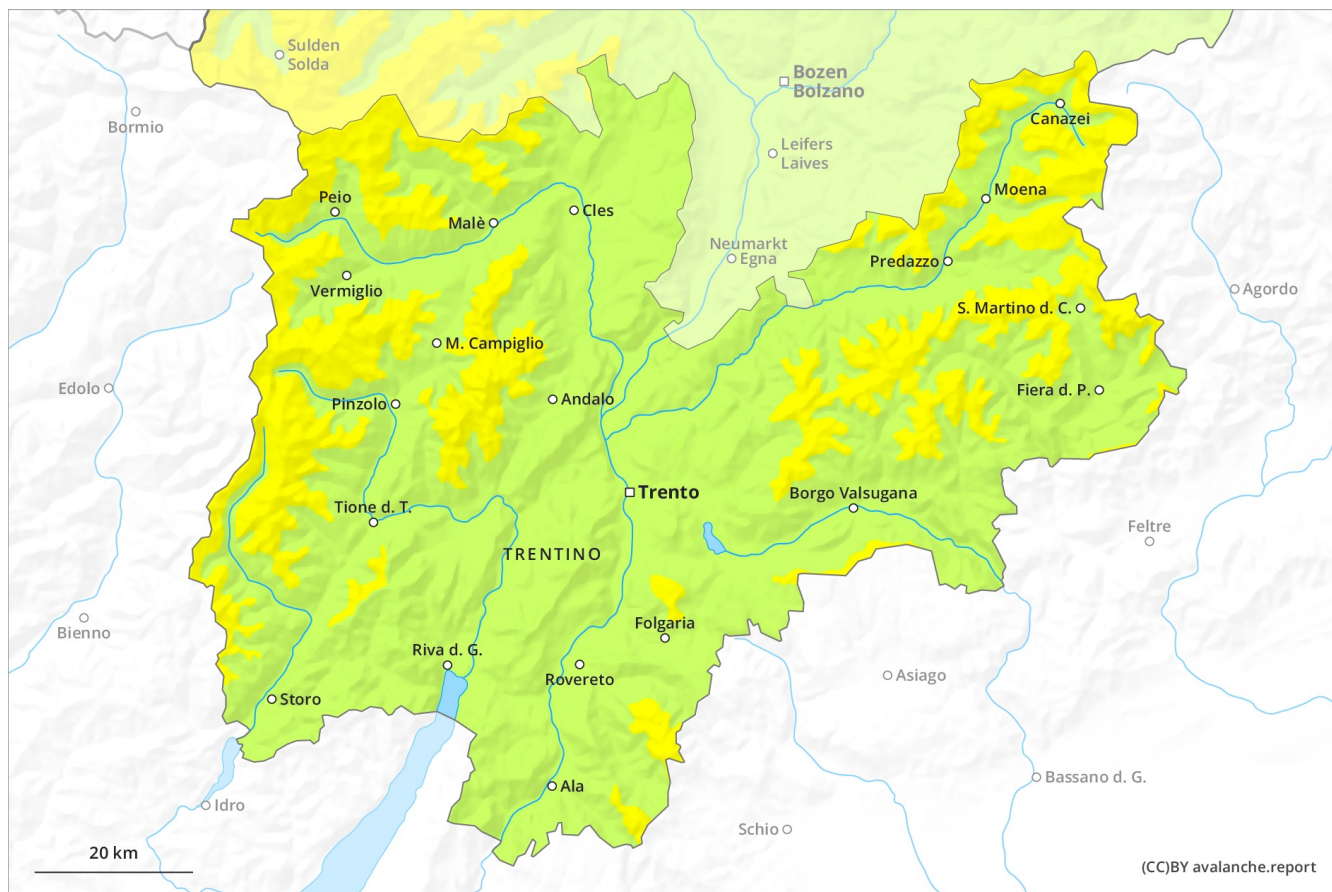 Sulden
Solda
Bozen
Bolzano
Bormio
Canazei
Leifers
Laives
Peio
Moena
Malè
Cles
Neumarkt
Egna
Predazzo
Vermiglio
Agordo
S. Martino d. C.
M. Campiglio
Edolo
Pinzolo
Andalo
Fiera d. P.
Trento
Borgo Valsugana
Tione d. T.
Feltre
TRENTINO
Bienno
Folgaria
Riva d. G.
Rovereto
Asiago
Storo
Bassano d. G.
Ala
Idro
Schio
20 km
(CC)BY avalanche.report